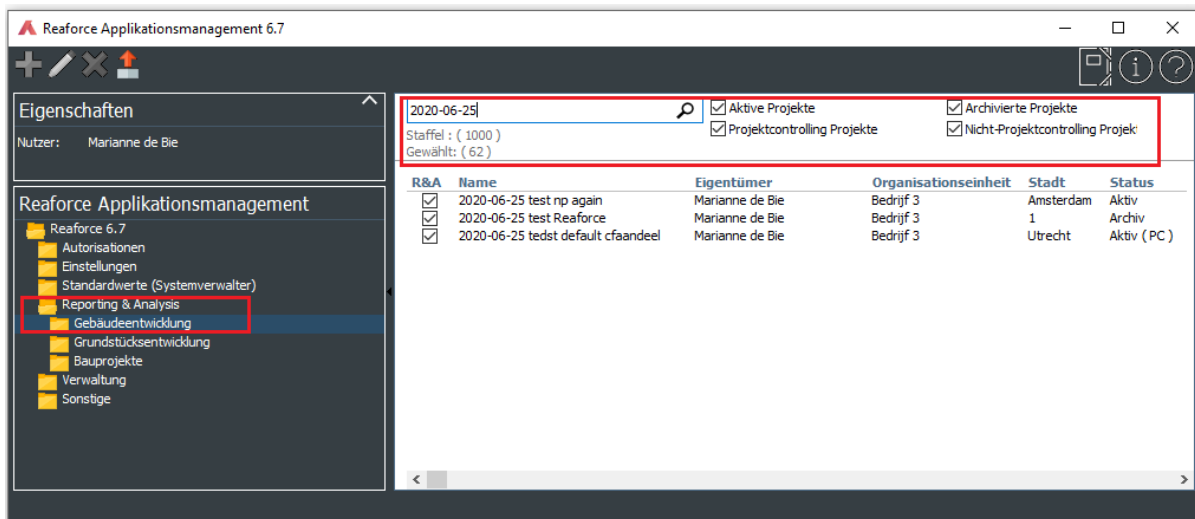 Reaforce Applikationsmanagement 6.7
Eigenschaften
Nutzer: Marianne de Bie
Reaforce Applikationsmanagement
Reaforce 6.7
Autorisationen
Einstellungen
Standardwerte (Systemverwalter)
Reporting & Analysis
Gebäudeentwicklung
Grundstücksentwicklung
Bauprojekte
Verwaltung
Sonstige
2020-06-25
Aktive Projekte Archivierte Projekte
Staffel : ( 1000 ) Projektcontrolling Projekte Nicht-Projektcontrolling Projekt
Gewählt: ( 62 )
R&A Name Eigentümer Organisationseinheit Stadt Status
2020-06-25 test np again Marianne de Bie Bedrijf 3 Amsterdam Aktiv
2020-06-25 test Reaforce Marianne de Bie Bedrijf 3 1 Archiv
2020-06-25 tedst default cfaandeel Marianne de Bie Bedrijf 3 Utrecht Aktiv ( PC )